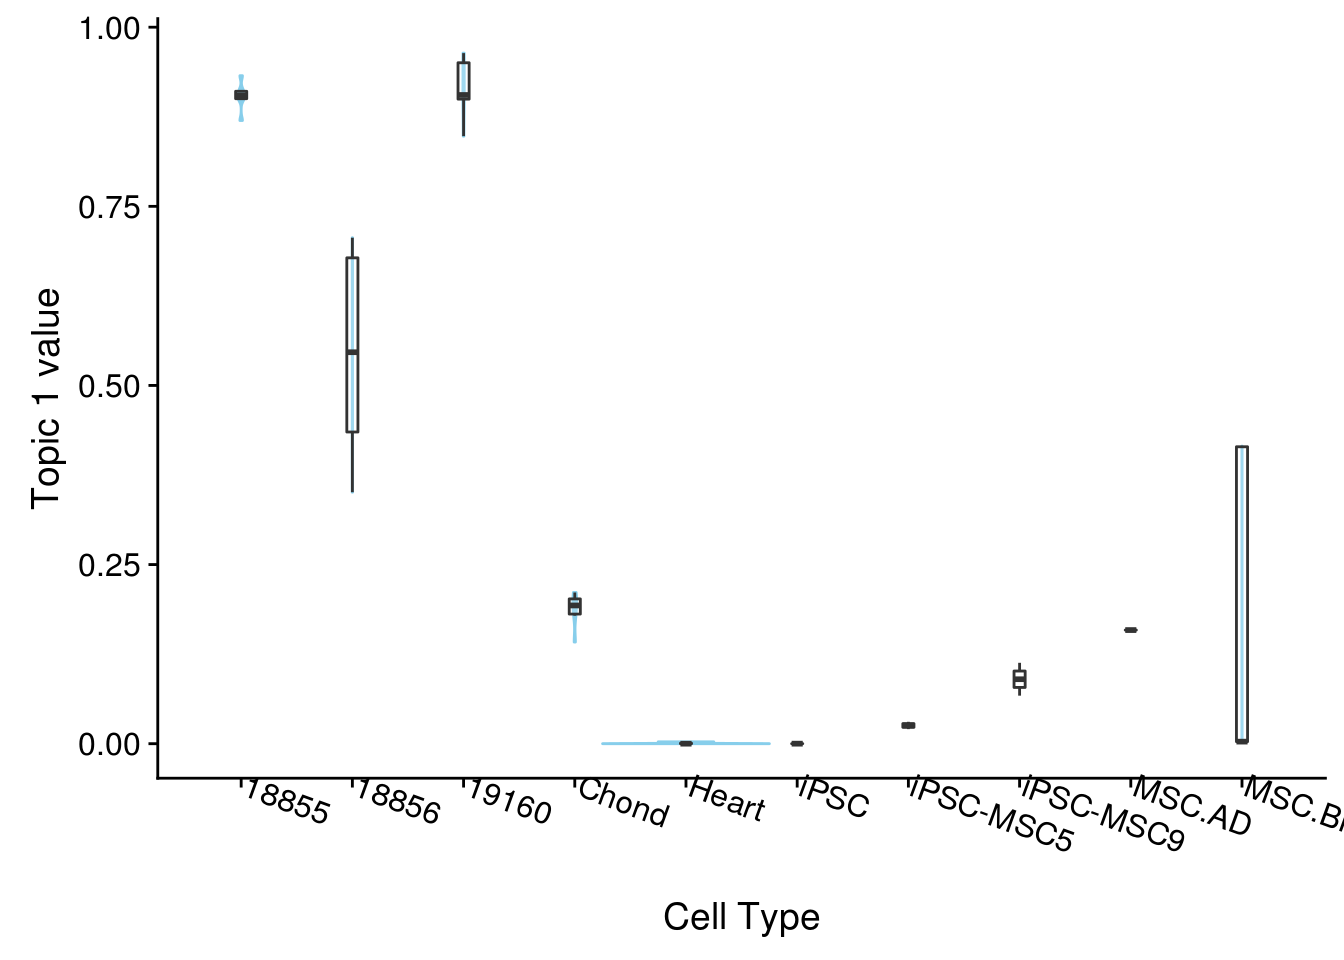 1.00
0.75
0.50
0.25
0.00
Topic 1 value
18855
18856
19160
Chond
Heart
iPSC
iPSC-MSC5
iPSC-MSC9
MSC.AD
Cell Type